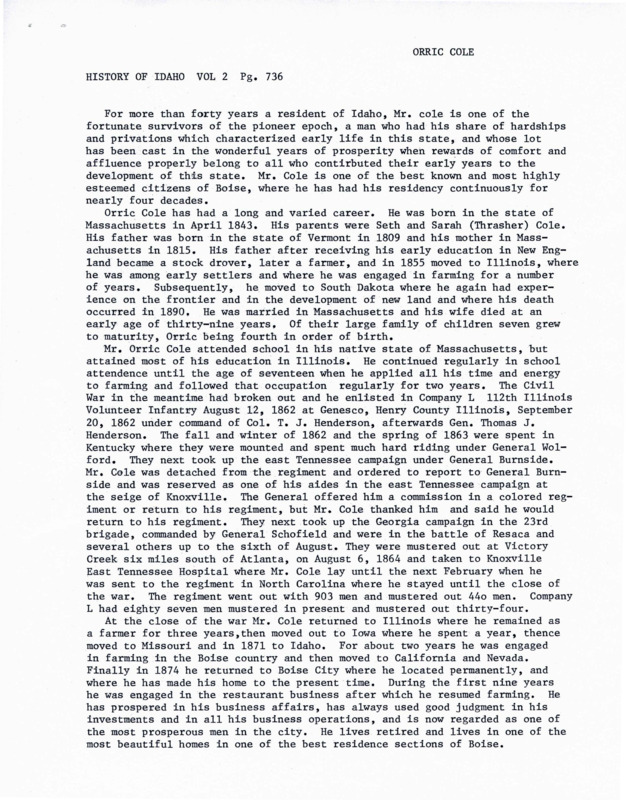 ORRIC COLE
HISTORY OF IDAHO VOL 2 Pg. 736
For more than forty years a resident of Idaho, Mr. cole is one of the
fortunate survivors of the pioneer epoch, a man who had his share of hardships
and privations which characterized early life in this state, and whose lot
has been cast in the wonderful years of prosperity when rewards of comfort and
affluence properly belong to all who contirbuted their early years to the
development of this state. Mr. Cole is one of the best known and most highly
esteemed citizens of Boise, where he has had his residency continuously for
nearly four decades.
Orric Cole has had a long and varied career. He was born in the state of
Massachusetts in April 1843. His parents were Seth and Sarah (Thrasher) Cole.
His father was born in the state of Vermont in 1809 and his mother in Mass-
achusetts in 1815. His father after receiving his early education in New Eng-
land became a stock drover, later a farmer, and in 1855 moved to Illinois, where
he was among early settlers and where he was engaged in farming for a number
of years. Subsequently, he moved to South Dakota where he again had exper-
ience on the frontier and in the development of new land and where his death
occurred in 1890. He was married in Massachusetts and his wife died at an
early age of thirty-nine years. Of their large family of children seven grew
to maturity, Orric being fourth in order of birth.
Mr. Orric Cole attended school in his native state of Massachusetts, but
attained most of his education in Illinois. He continued regularly in school
attendence until the age of seventeen when he applied all his time and energy
to farming and followed that occupation regularly for two years. The Civil
War in the meantime had broken out and he enlisted in Company L 112th Illinois
Volunteer Infantry August 12, 1862 at Genesco, Henry County Illinois, September
20, 1862 under command of Col. T. J. Henderson, afterwards Gen. Thomas J.
Henderson. The fall and winter of 1862 and the spring of 1863 were spent in
Kentucky where they were mounted and spent much hard riding under General Wol-
ford. They next took up the east Tennessee campaign under General Burnside.
Mr. Cole was detached from the regiment and ordered to report to General Burn-
side and was reserved as one of his aides in the east Tennessee campaign at
the seige of Knoxville. The General offered him a commission in a colored reg-
iment or return to his regiment, but Mr. Cole thanked him and said he would
return to his regiment. They next took up the Georgia campaign in the 23rd
brigade, commanded by General Schofield and were in the battle of Resaca and
several others up to the sixth of August. They were mustered out at Victory
Creek six miles south of Atlanta, on August 6, 1864 and taken to Knoxville
East Tennessee Hospital where Mr. Cole lay until the next February when he
was sent to the regiment in North Carolina where he stayed until the close of
the war. The regiment went out with 903 men and mustered out 44o men. Company
L had eighty seven men mustered in present and mustered out thirty-four.
At the close of the war Mr. Cole returned to Illinois where he remained as
a farmer for three years,then moved out to Iowa where he spent a year, thence
moved to Missouri and in 1871 to Idaho. For about two years he was engaged
in farming in the Boise country and then moved to California and Nevada.
Finally in 1874 he returned to Boise City where he located permanently, and
where he has made his home to the present time. During the first nine years
he was engaged in the restaurant business after which he resumed farming. He
has prospered in his business affairs, has always used good judgment in his
investments and in all his business operations, and is now regarded as one of
the most prosperous men in the city. He lives retired and lives in one of the
most beautiful homes in one of the best residence sections of Boise.